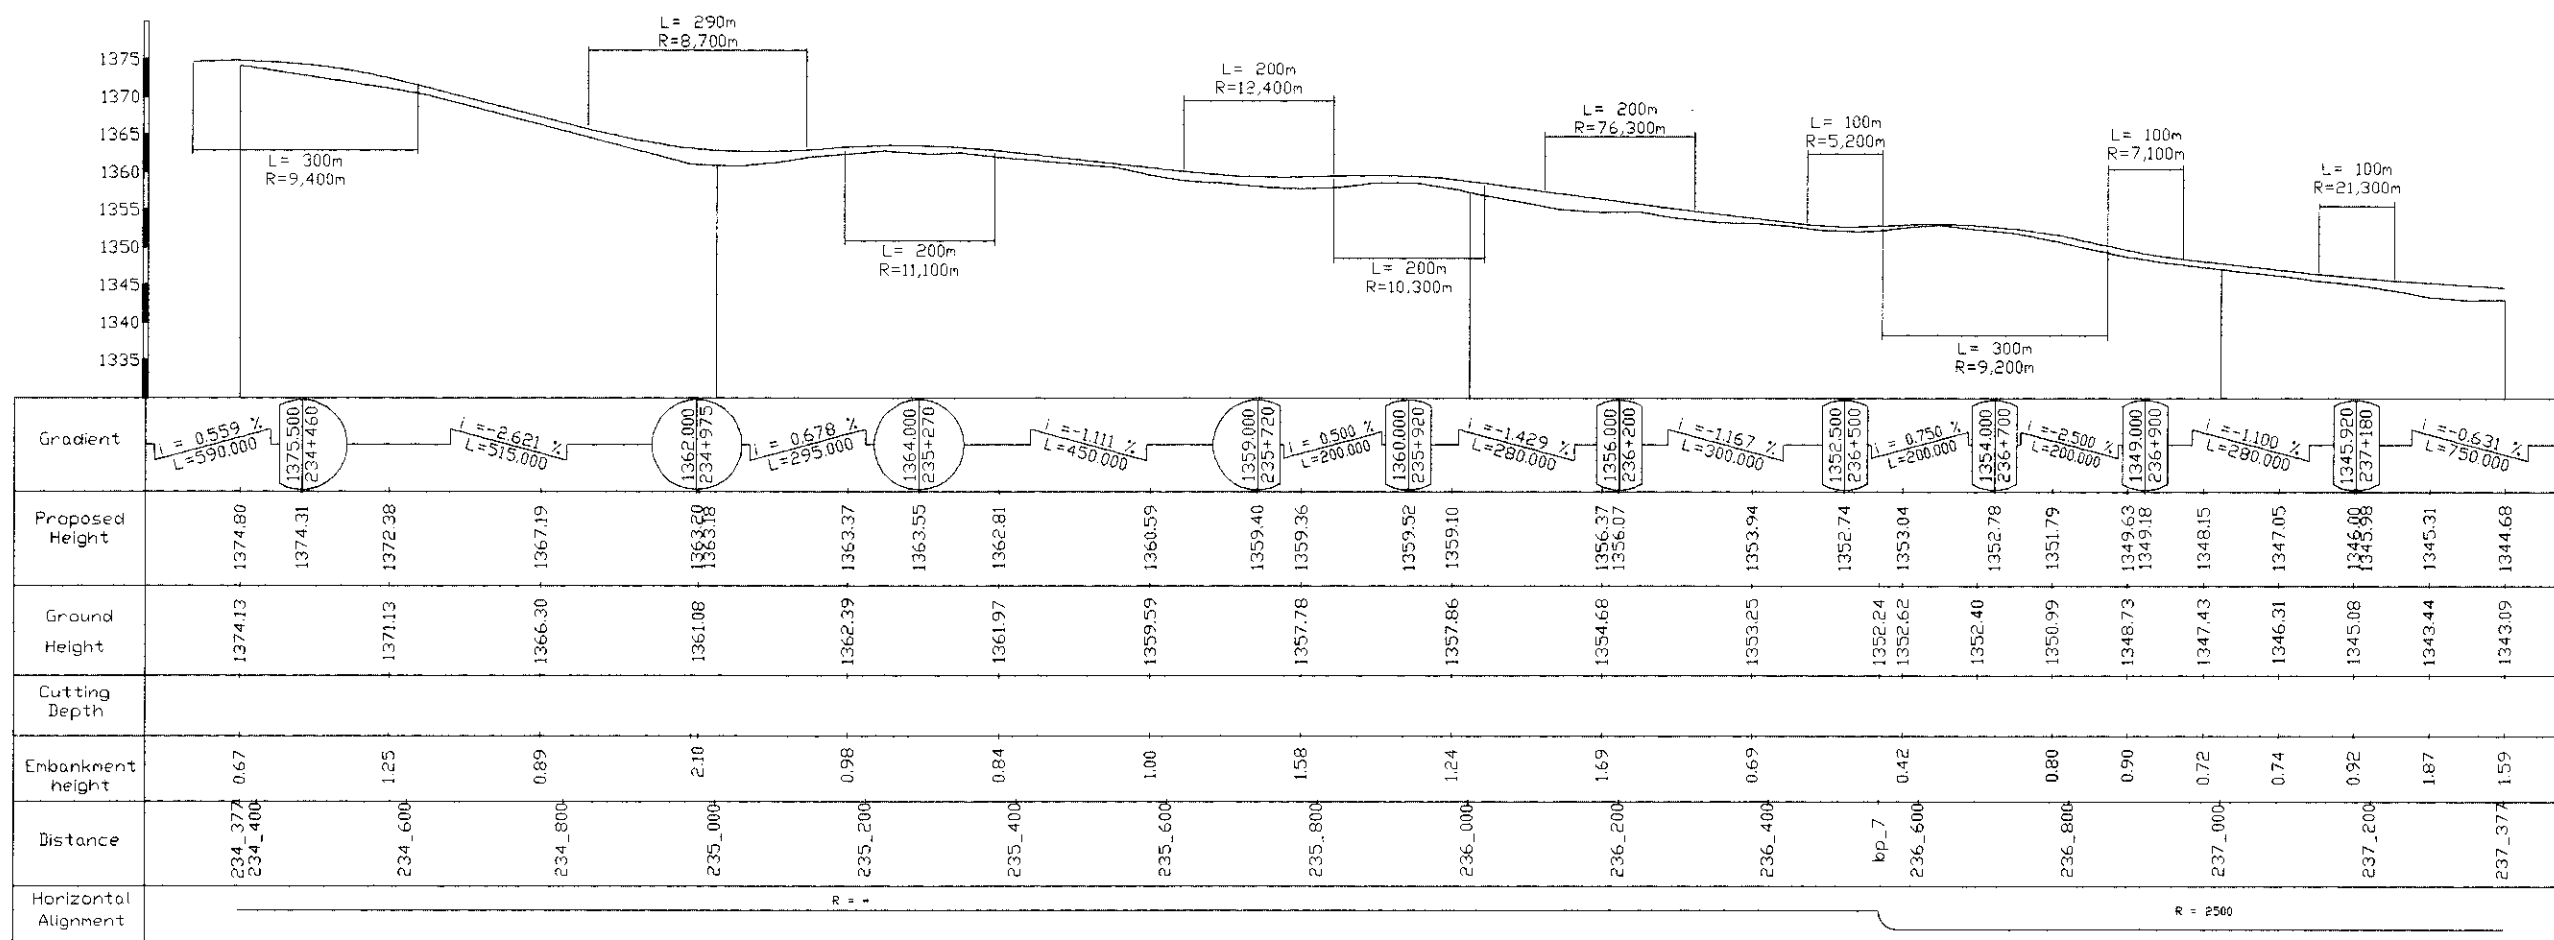 L= 290m
R=8,700m
L= 200m
R=12,400m
L= 200m
R=76,300m
L= 100m
R=5,200m
L= 100m
R=7,100m
L= 100m
R=21,300m
1375
1370
1365
1360
1355
1350
1345
1340
1335
L= 300m
R=9,400m
L= 200m
R=11,100m
L= 200m
R=10,300m
L= 300m
R=9,200m
Gradient
i = 0.559 %
L=590.000
1375.500
234+460
i =-2.621 %
L=515.000
1362.000
234+975
i = 0.678 %
L=295.000
1364.000
235+270
i =-1.111 %
L=450.000
1359.000
235+720
i = 0.500 %
L=200.000
1360.000
235+920
i =-1.429 %
L=280.000
1356.000
236+200
i =-1.167 %
L=300.000
1352.500
236+500
i = 0.750 %
L=200.000
1354.000
236+700
i =-2.500 %
L=200.000
1349.000
236+900
i =-1.100 %
L=280.000
1345.920
237+180
i =-0.631 %
L=750.000
Proposed
Height
1374.80
1374.31
1372.38
1367.19
1363.20
1363.18
1363.37
1363.55
1362.81
1360.59
1359.40
1359.36
1359.52
1359.10
1356.37
1356.07
1353.94
1352.74
1353.04
1352.78
1351.79
1349.63
1349.18
1348.15
1347.05
1346.00
1345.98
1345.31
1344.68
Ground
Height
1374.13
1371.13
1366.30
1361.08
1362.39
1361.97
1359.59
1357.78
1357.86
1354.68
1353.25
1352.24
1352.62
1352.40
1350.99
1348.73
1347.43
1346.31
1345.08
1343.44
1343.09
Cutting
Depth
Embankment
height
0.67
1.25
0.89
2.10
0.98
0.84
1.00
1.58
1.24
1.69
0.69
0.42
0.80
0.90
0.72
0.74
0.92
1.87
1.59
Distance
234_377
234_400
234_600
234_800
235_000
235_200
235_400
235_600
235_800
236_000
236_200
236_400
bp_7
236_600
236_800
237_000
237_200
237_377
Horizontal
Alignment
R = ∞
R = 2500